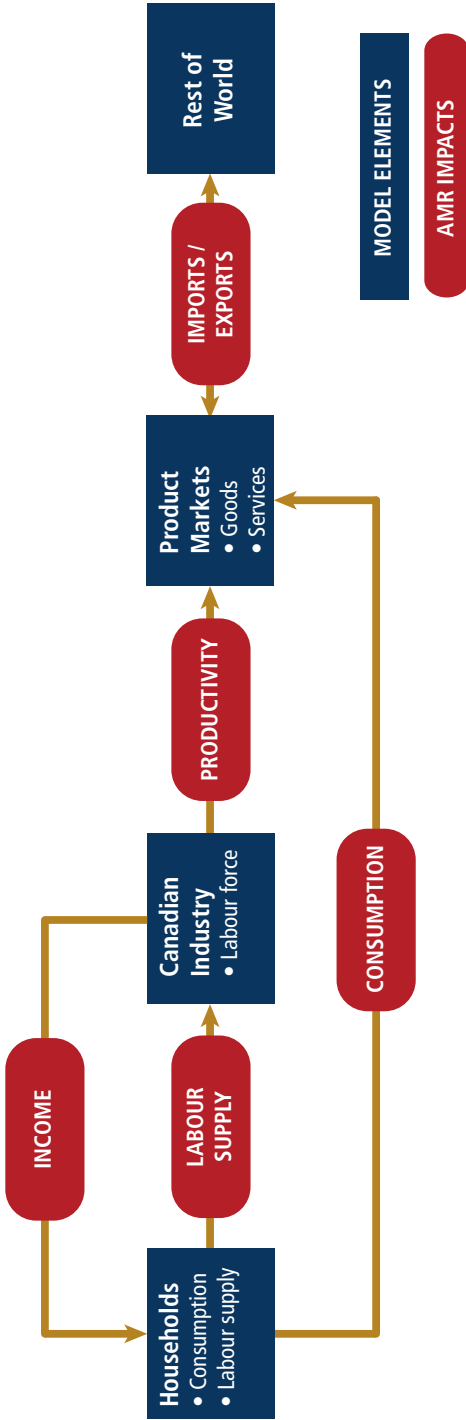 INCOME
Households
• Consumption
• Labour supply
LABOUR
SUPPLY
Canadian
Industry
• Labour force
PRODUCTIVITY
Product
Markets
• Goods
• Services
IMPORTS /
EXPORTS
Rest of
World
CONSUMPTION
MODEL ELEMENTS
AMR IMPACTS